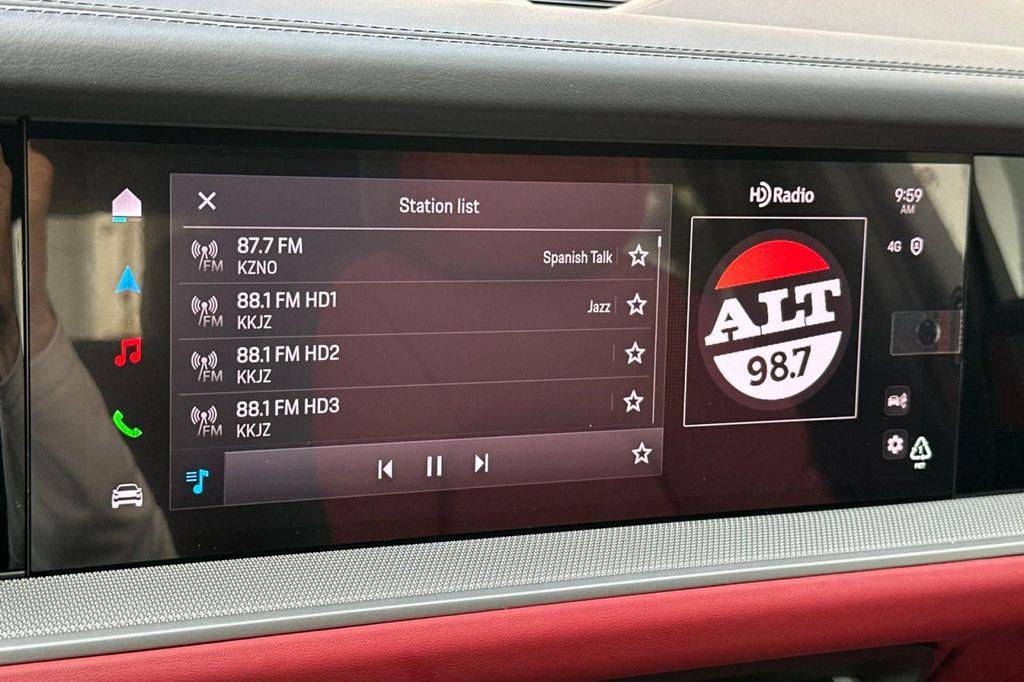 Station list
87.7 FM
KZNO
Spanish Talk
FM
88.1 FM HD1
KKJZ
Jazz
FM
88.1 FM HD2
KKJZ
FM
88.1 FM HD3
KKJZ
FM
HD Radio
ALT
98.7
9:59
AM
4G